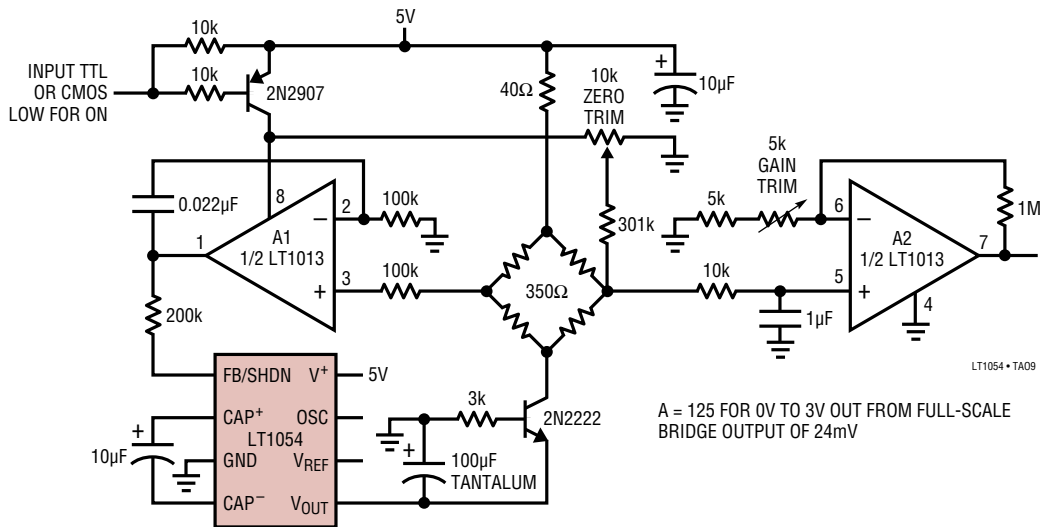 5V
10k
10k
INPUT TTL
OR CMOS
LOW FOR ON
2N2907
40Ω
10k
ZERO
TRIM
+
10µF
5k
GAIN
TRIM
0.022µF
8
2
100k
1
A1
1/2 LT1013
−
+
3
100k
301k
5k
6
−
A2
1/2 LT1013
7
1M
350Ω
10k
5
+
4
1µF
200k
LT1054 • TA09
FB/SHDN
V+
5V
CAP+
OSC
LT1054
+
10µF
GND
VREF
CAP−
VOUT
3k
2N2222
+
100µF
TANTALUM
A = 125 FOR 0V TO 3V OUT FROM FULL-SCALE
BRIDGE OUTPUT OF 24mV